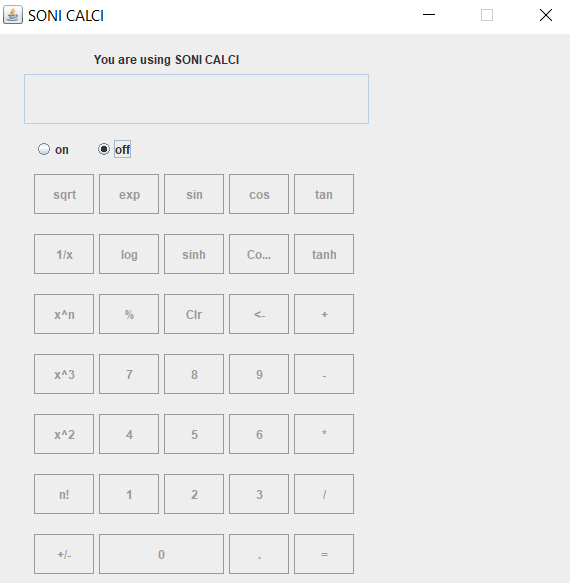 SONI CALCI
You are using SONI CALCI
on off
sqrt exp sin cos tan
1/x log sinh Co... tanh
x^n % Clr <- +
x^3 7 8 9 -
x^2 4 5 6 *
n! 1 2 3 /
+/- 0 . =